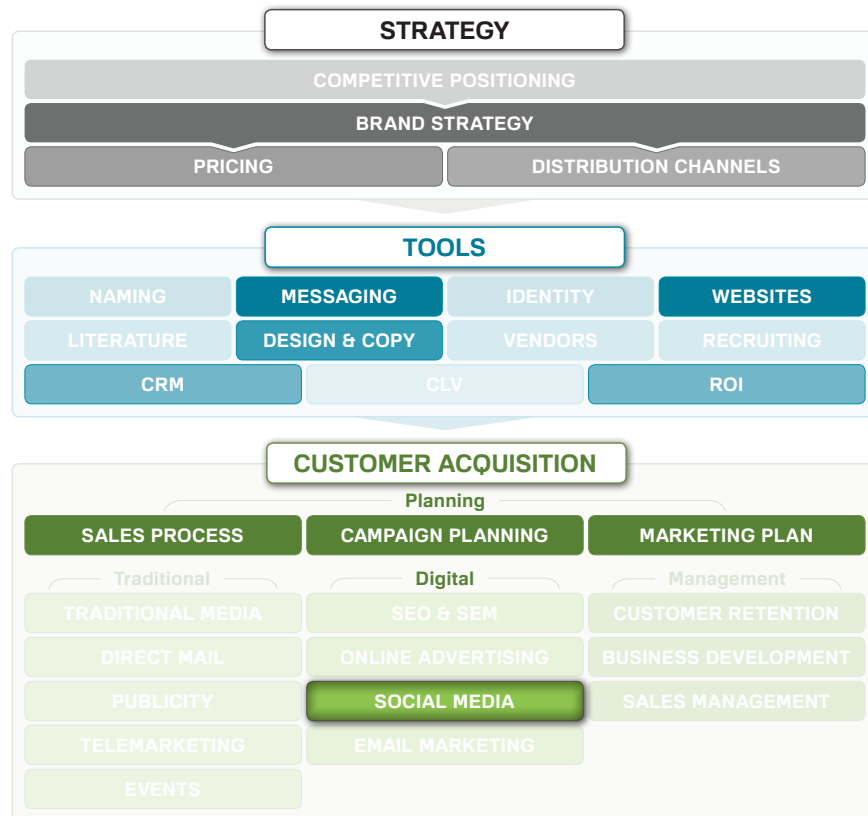 STRATEGY
COMPETITIVE POSITIONING
BRAND STRATEGY
PRICING DISTRIBUTION CHANNELS
TOOLS
NAMING MESSAGING IDENTITY WEBSITES
LITERATURE DESIGN & COPY VENDORS RECRUITING
CRM CLV ROI
CUSTOMER ACQUISITION
Planning
SALES PROCESS CAMPAIGN PLANNING MARKETING PLAN
Traditional Digital Management
TRADITIONAL MEDIA SEO & SEM CUSTOMER RETENTION
DIRECT MAIL ONLINE ADVERTISING BUSINESS DEVELOPMENT
PUBLICITY SOCIAL MEDIA SALES MANAGEMENT
TELEMARKETING EMAIL MARKETING
EVENTS